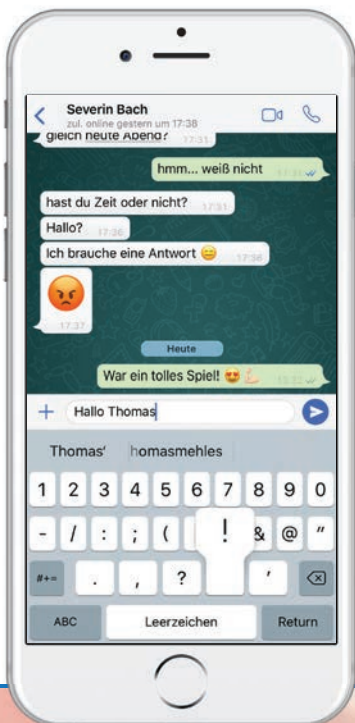 Severin Bach
zul. online gestern um 17:38
gleich heute Abend? 17:31
hmm... weiß nicht
hast du Zeit oder nicht? 17:31
Hallo? 17:36
Ich brauche eine Antwort 😑 17:36
17:37
Heute
War ein tolles Spiel! 😍 💪🏻
Hallo Thomas
Thomas' homasmehles
1 2 3 4 5 6 7 8 9 0
- / : ; ( ! & @ "
#+= . , ? '
ABC Leerzeichen Return